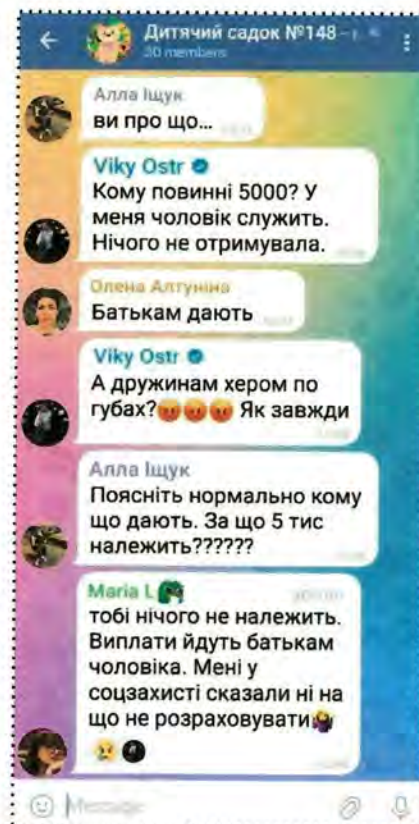 Дитячий садок №148 –
30 members
Алла Іщук
ви про що...
Viky Ostr
Кому повинні 5000? У
меня чоловік служить.
Нічого не отримувала.
Олена Алтуніна
Батькам дають
Viky Ostr
А дружинам хером по
губах?😡😡😡 Як завжди
Алла Іщук
Поясніть нормально кому
що дають. За що 5 тис
належить??????
Maria L
тобі нічого не належить.
Виплати йдуть батькам
чоловіка. Мені у
соцзахисті сказали ні на
що не розраховувати🤷‍♀️
😢
Message